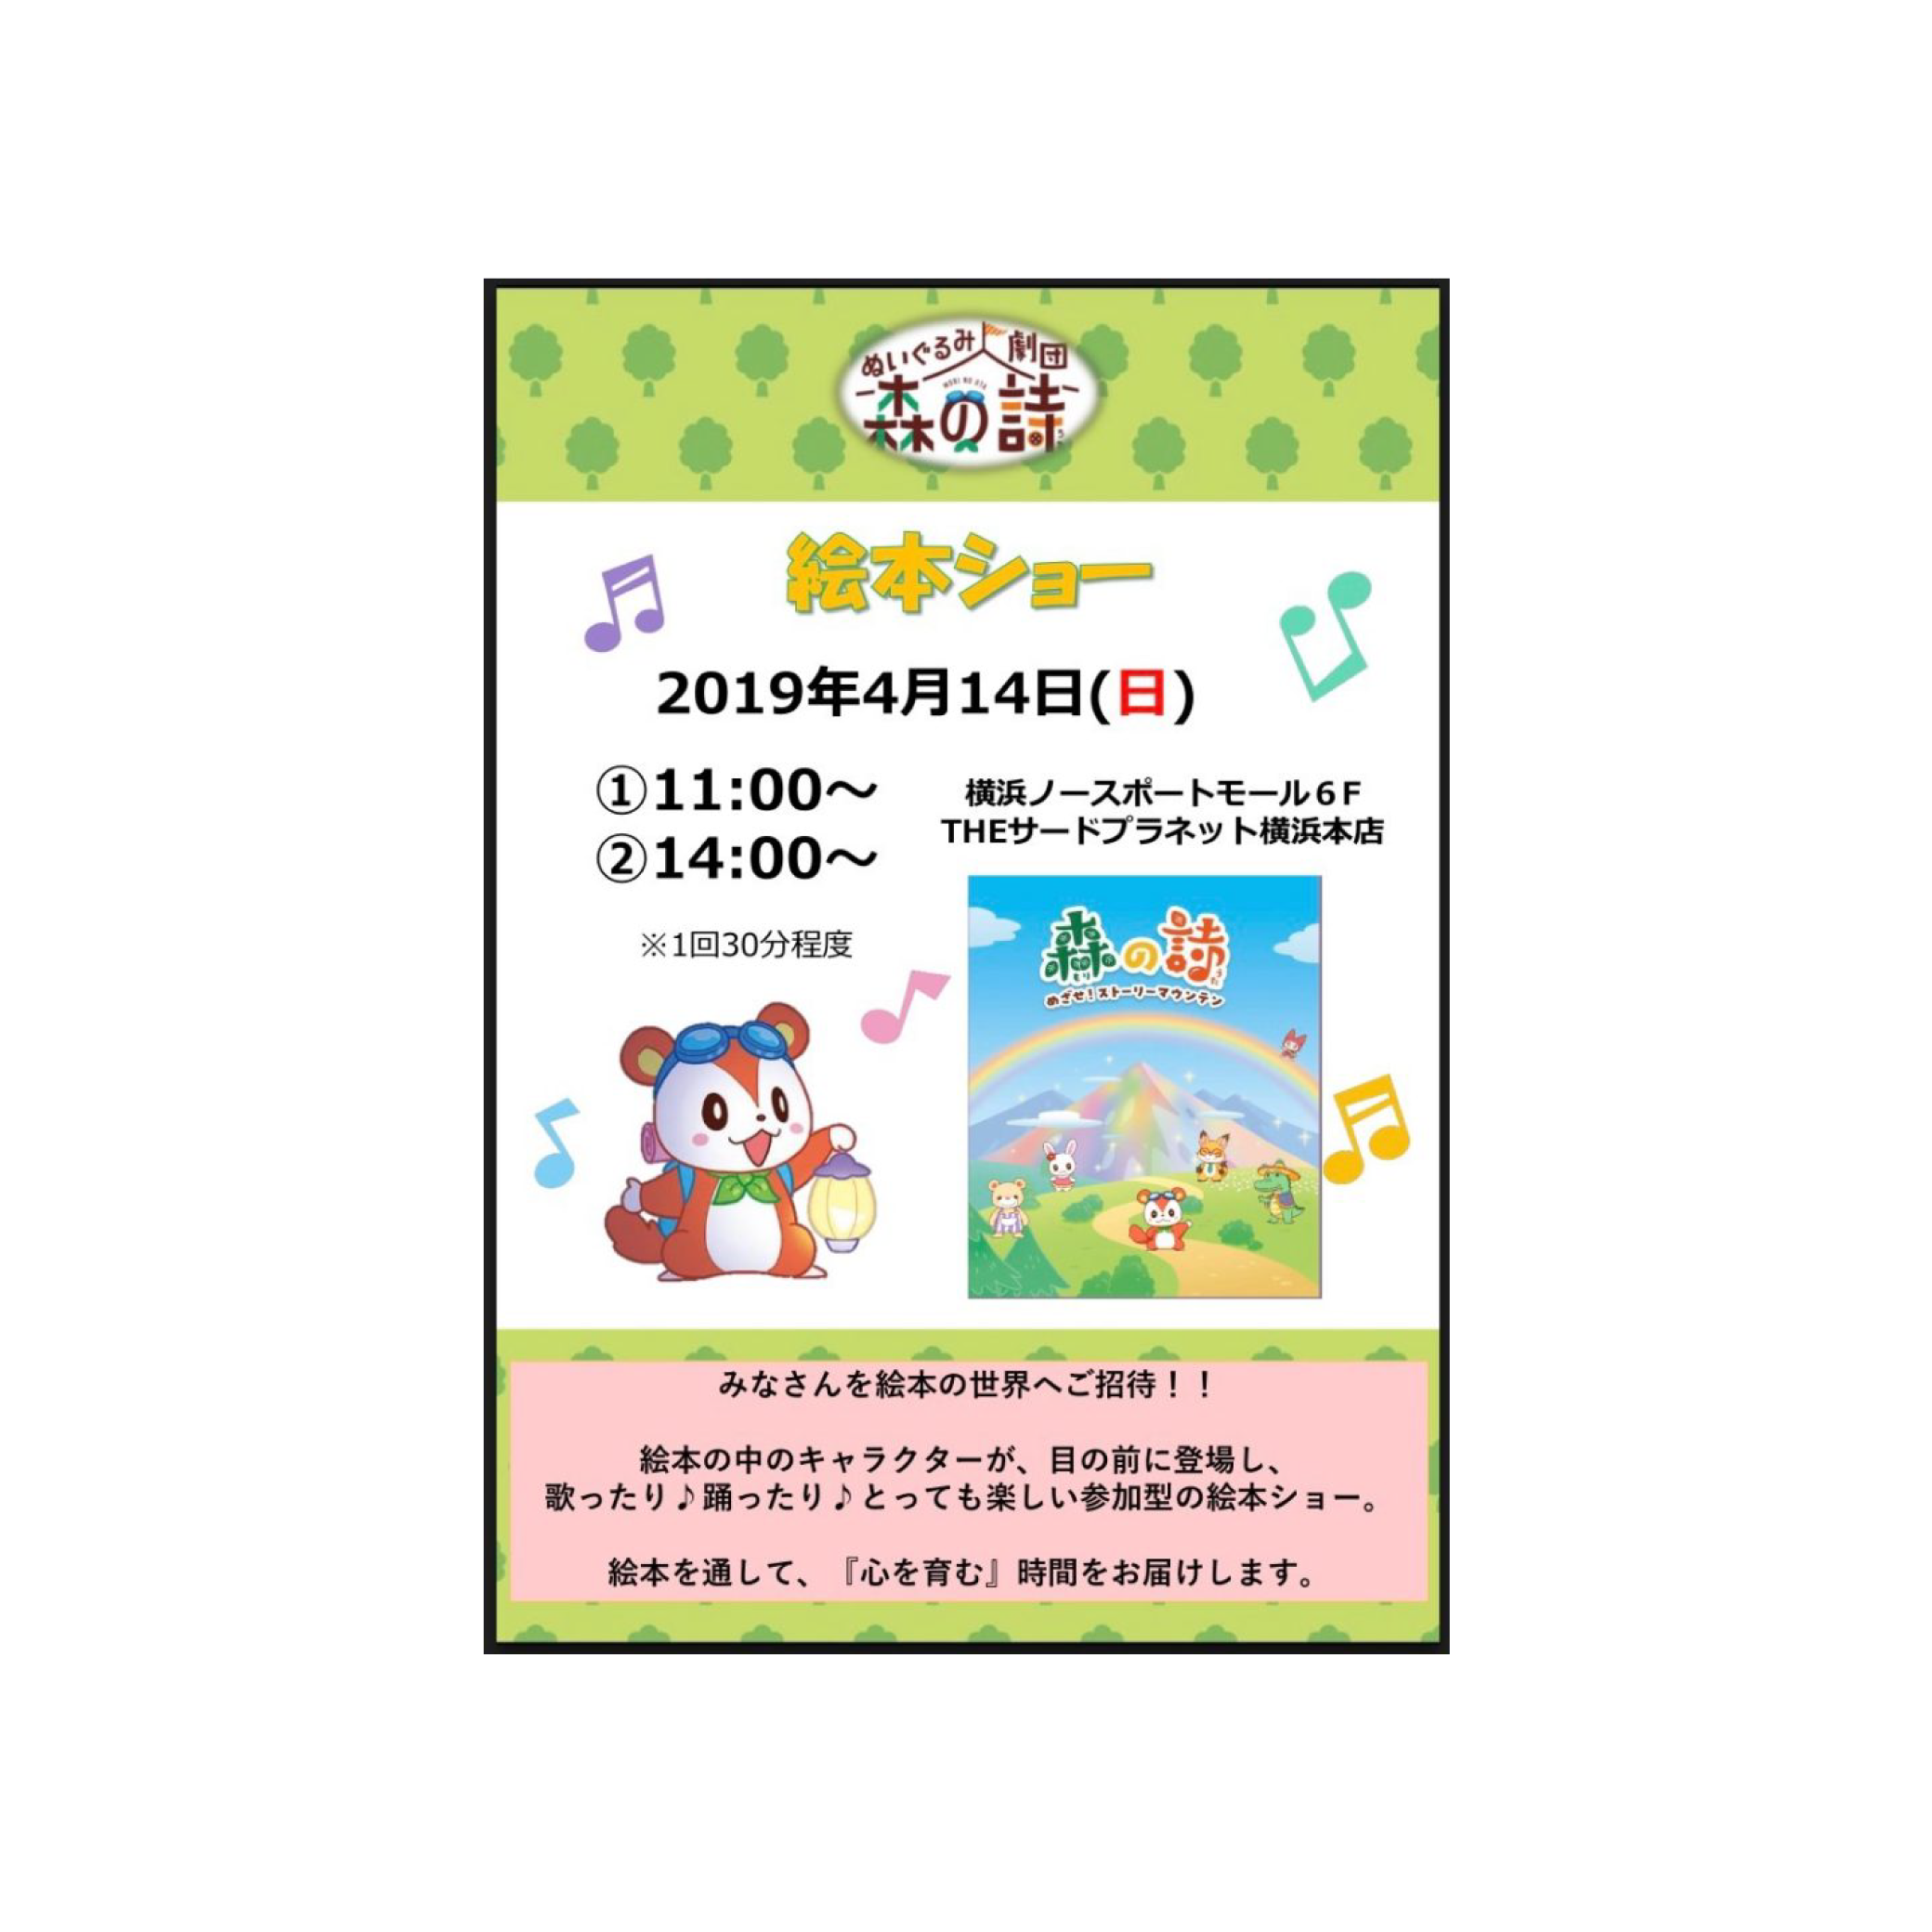 ぬいぐるみ劇団
MORI NO UTA
森の詩
絵本ショー
2019年4月14日(日)
①11:00～
②14:00～
※1回30分程度
横浜ノースポートモール６F
THEサードプラネット横浜本店
森の詩
もり
うた
めざせ！ストーリーマウンテン
みなさんを絵本の世界へご招待！！
絵本の中のキャラクターが、目の前に登場し、
歌ったり♪踊ったり♪とっても楽しい参加型の絵本ショー。
絵本を通して、『心を育む』時間をお届けします。